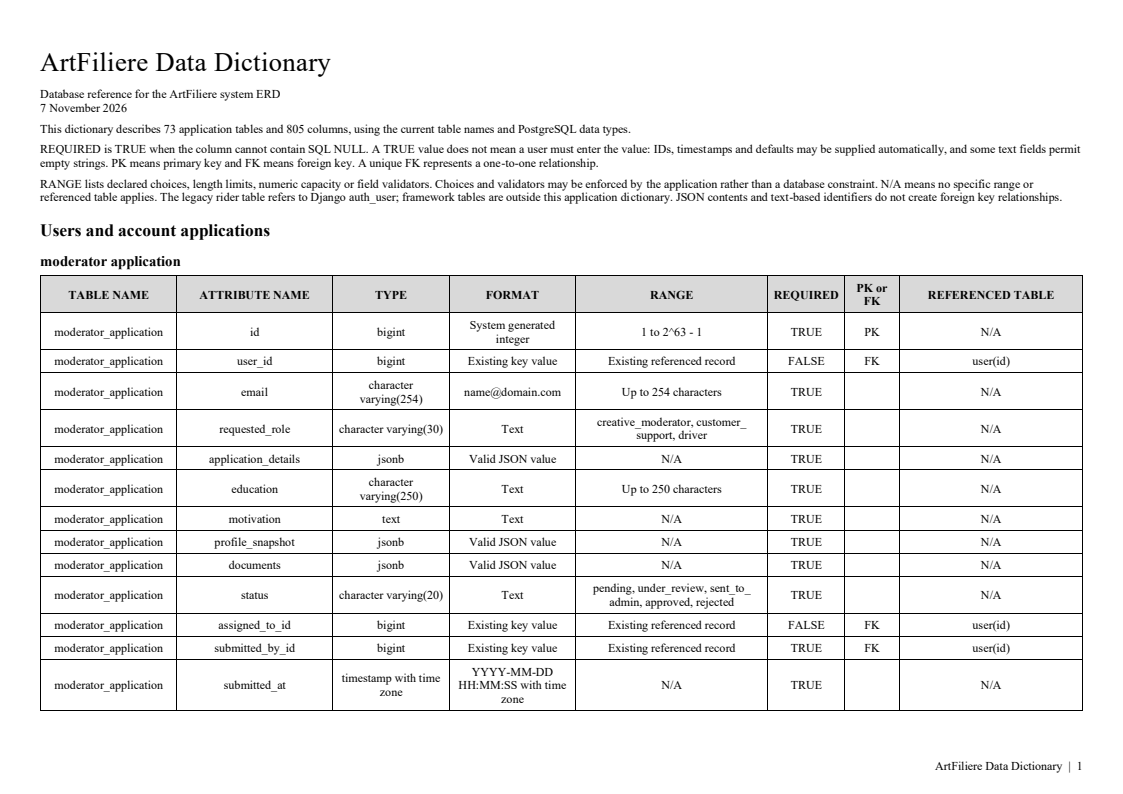 ArtFiliere Data Dictionary
Database reference for the ArtFiliere system ERD
7 November 2026
This dictionary describes 73 application tables and 805 columns, using the current table names and PostgreSQL data types.
REQUIRED is TRUE when the column cannot contain SQL NULL. A TRUE value does not mean a user must enter the value: IDs, timestamps and defaults may be supplied automatically, and some text fields permit
empty strings. PK means primary key and FK means foreign key. A unique FK represents a one-to-one relationship.
RANGE lists declared choices, length limits, numeric capacity or field validators. Choices and validators may be enforced by the application rather than a database constraint. N/A means no specific range or
referenced table applies. The legacy rider table refers to Django auth_user; framework tables are outside this application dictionary. JSON contents and text-based identifiers do not create foreign key relationships.
Users and account applications
moderator application
TABLE NAME ATTRIBUTE NAME TYPE FORMAT RANGE REQUIRED PK or FK REFERENCED TABLE
moderator_application id bigint System generated integer 1 to 2^63 - 1 TRUE PK N/A
moderator_application user_id bigint Existing key value Existing referenced record FALSE FK user(id)
moderator_application email character varying(254) name@domain.com Up to 254 characters TRUE N/A
moderator_application requested_role character varying(30) Text creative_moderator, customer_support, driver TRUE N/A
moderator_application application_details jsonb Valid JSON value N/A TRUE N/A
moderator_application education character varying(250) Text Up to 250 characters TRUE N/A
moderator_application motivation text Text N/A TRUE N/A
moderator_application profile_snapshot jsonb Valid JSON value N/A TRUE N/A
moderator_application documents jsonb Valid JSON value N/A TRUE N/A
moderator_application status character varying(20) Text pending, under_review, sent_to_admin, approved, rejected TRUE N/A
moderator_application assigned_to_id bigint Existing key value Existing referenced record FALSE FK user(id)
moderator_application submitted_by_id bigint Existing key value Existing referenced record TRUE FK user(id)
moderator_application submitted_at timestamp with time zone YYYY-MM-DD HH:MM:SS with time zone N/A TRUE N/A
ArtFiliere Data Dictionary | 1